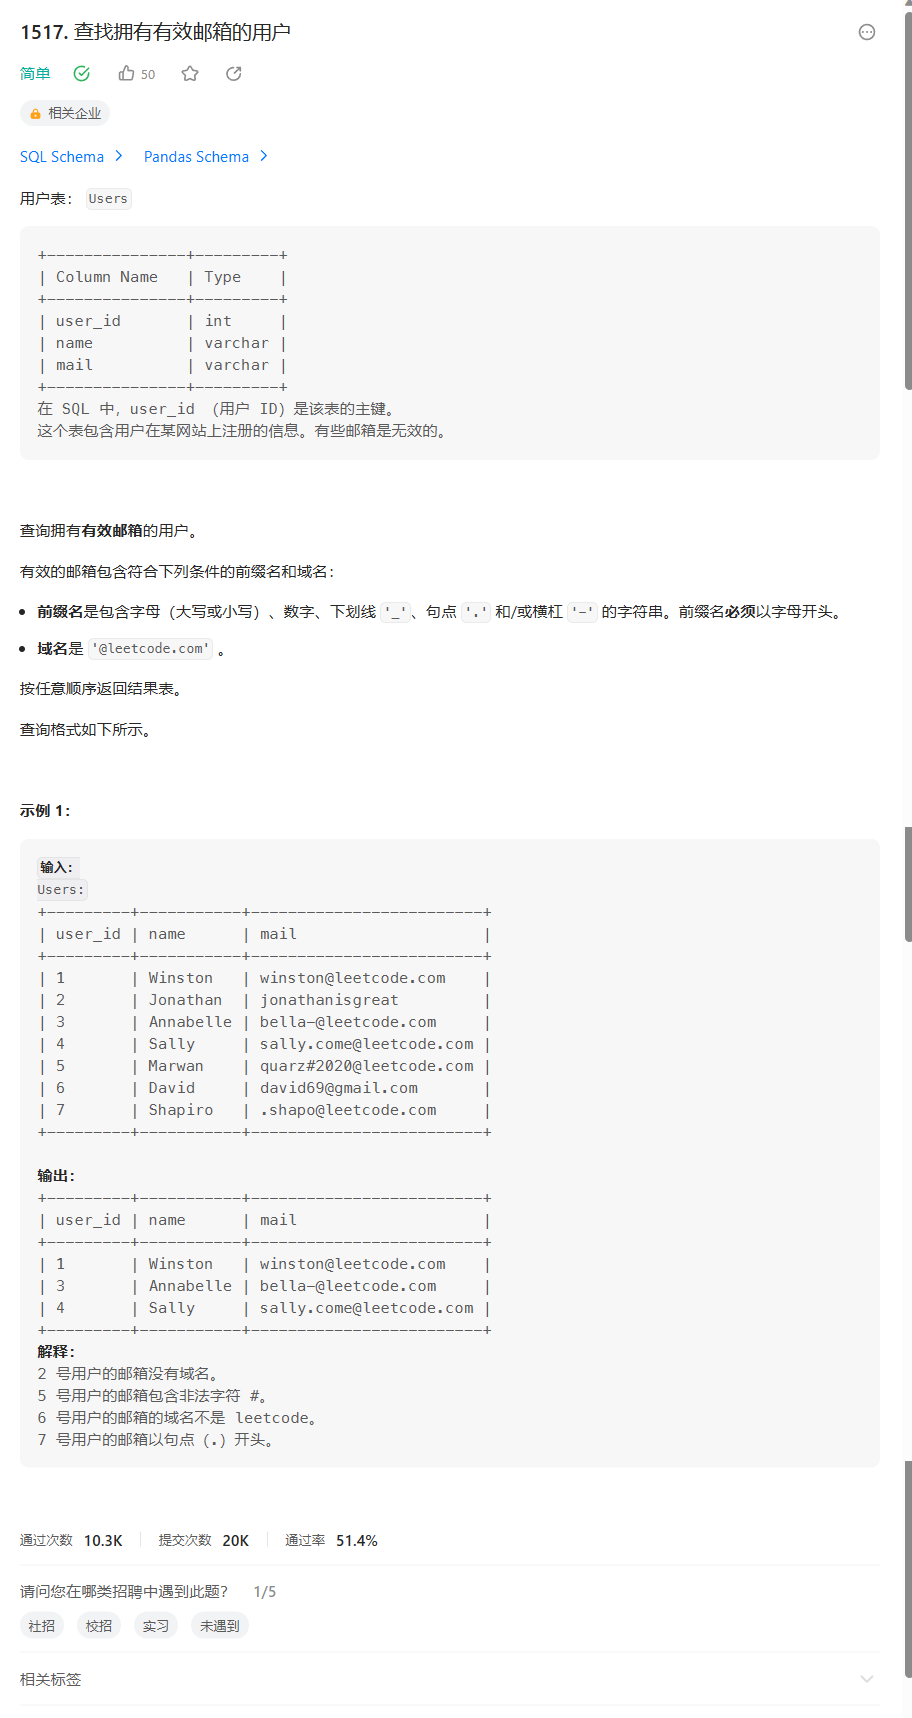 1517. 查找拥有有效邮箱的用户
简单 50
相关企业
SQL Schema Pandas Schema
用户表： Users
+---------------+---------+
| Column Name   | Type    |
+---------------+---------+
| user_id       | int     |
| name          | varchar |
| mail          | varchar |
+---------------+---------+
在 SQL 中，user_id （用户 ID）是该表的主键。
这个表包含用户在某网站上注册的信息。有些邮箱是无效的。
查询拥有有效邮箱的用户。
有效的邮箱包含符合下列条件的前缀名和域名：
• 前缀名是包含字母（大写或小写）、数字、下划线 '_'、句点 '.' 和/或横杠 '-' 的字符串。前缀名必须以字母开头。
• 域名是 '@leetcode.com' 。
按任意顺序返回结果表。
查询格式如下所示。
示例 1：
输入：
Users:
+---------+-----------+-------------------------+
| user_id | name      | mail                    |
+---------+-----------+-------------------------+
| 1       | Winston   | winston@leetcode.com    |
| 2       | Jonathan  | jonathanisgreat         |
| 3       | Annabelle | bella-@leetcode.com     |
| 4       | Sally     | sally.come@leetcode.com |
| 5       | Marwan    | quarz#2020@leetcode.com |
| 6       | David     | david69@gmail.com       |
| 7       | Shapiro   | .shapo@leetcode.com     |
+---------+-----------+-------------------------+
输出：
+---------+-----------+-------------------------+
| user_id | name      | mail                    |
+---------+-----------+-------------------------+
| 1       | Winston   | winston@leetcode.com    |
| 3       | Annabelle | bella-@leetcode.com     |
| 4       | Sally     | sally.come@leetcode.com |
+---------+-----------+-------------------------+
解释：
2 号用户的邮箱没有域名。
5 号用户的邮箱包含非法字符 #。
6 号用户的邮箱的域名不是 leetcode。
7 号用户的邮箱以句点（.）开头。
通过次数 10.3K 提交次数 20K 通过率 51.4%
请问您在哪类招聘中遇到此题？ 1/5
社招 校招 实习 未遇到
相关标签